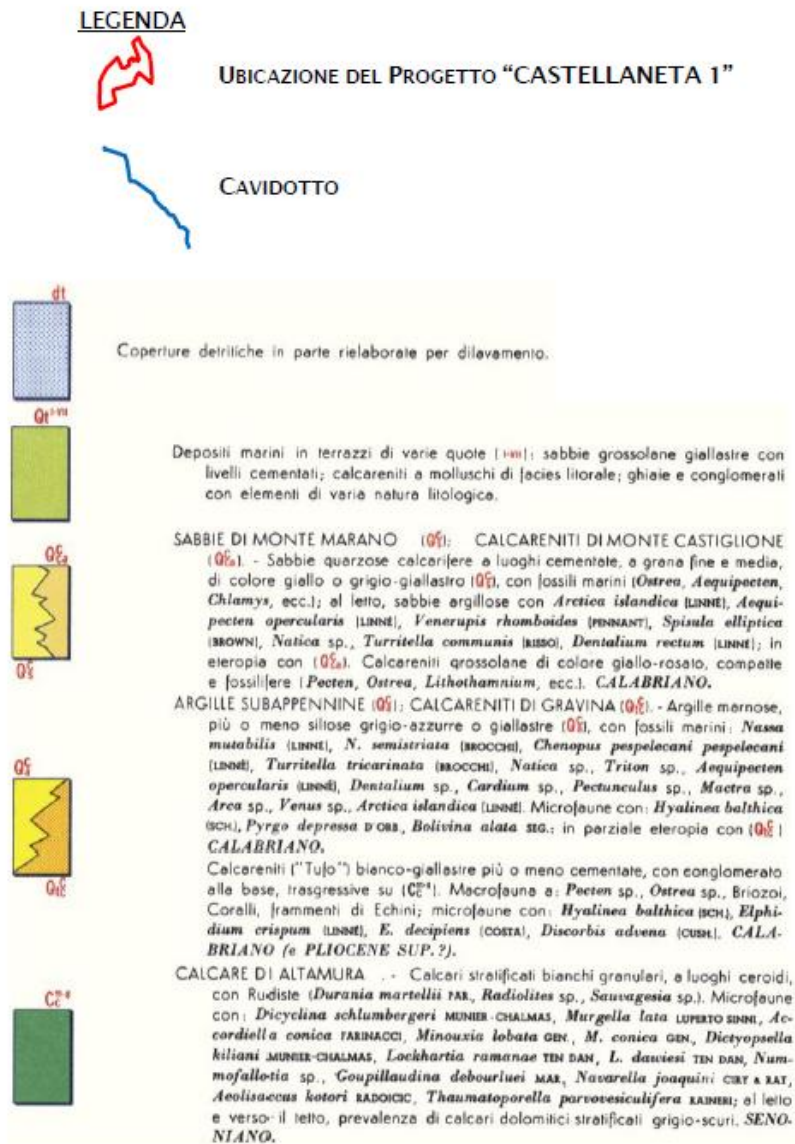 LEGENDA
UBICAZIONE DEL PROGETTO “CASTELLANETA 1”
CAVIDOTTO
dt
Coperture detritiche in parte rielaborate per dilavamento.
Qt I-VII
Depositi marini in terrazzi di varie quote (I-VII): sabbie grossolane giallastre con
livelli cementati; calcareniti a molluschi di facies litorale; ghiaie e conglomerati
con elementi di varia natura litologica.
SABBIE DI MONTE MARANO CALCARENITI DI MONTE CASTIGLIONE
- Sabbie quarzose calcarifere a luoghi cementate, a grana fine e media,
di colore giallo o grigio-giallastro, con fossili marini (Ostrea, Aequipecten,
Chlamys, ecc.); al letto, sabbie argillose con Arctica islandica (LINNÉ), Aequi-
pecten opercularis (LINNÉ), Venerupis rhomboides (PENNANT), Spisula elliptica
(BROWN), Natica sp., Turritella communis (RISSO), Dentalium rectum (LINNÉ); in
eteropia con Calcareniti grossolane di colore giallo-rosato, compatte
e fossilifere (Pecten, Ostrea, Lithothamnium, ecc.). CALABRIANO.
ARGILLE SUBAPPENNINE CALCARENITI DI GRAVINA - Argille marnose,
più o meno siltose grigio-azzurre o giallastre, con fossili marini: Nassa
mutabilis (LINNÉ), N. semistriata (BROCCHI), Chenopus pespelecani pespelecani
(LINNÉ), Turritella tricarinata (BROCCHI), Natica sp., Triton sp., Aequipecten
opercularis (LINNÉ), Dentalium sp., Cardium sp., Pectunculus sp., Mactra sp.,
Arca sp., Venus sp., Arctica islandica (LINNÉ). Microfaune con: Hyalinea balthica
(SCH.), Pyrgo depressa D'ORB., Bolivina alata SEG.; in parziale eteropia con
CALABRIANO.
Calcareniti ("Tufo") bianco-giallastre più o meno cementate, con conglomerato
alla base, trasgressive su Macrofauna a: Pecten sp., Ostrea sp., Briozoi,
Coralli, frammenti di Echini; microfaune con: Hyalinea balthica (SCH.), Elphi-
dium crispum (LINNÉ), E. decipiens (COSTA), Discorbis advena (CUSH.). CALA-
BRIANO (e PLIOCENE SUP.?).
CALCARE DI ALTAMURA . - Calcari stratificati bianchi granulari, a luoghi ceroidi,
con Rudiste (Durania martellii PAR., Radiolites sp., Sauvagesia sp.). Microfaune
con: Dicyclina schlumbergeri MUNIER-CHALMAS, Murgella lata LUPERTO SINNI, Ac-
cordiella conica FARINACCI, Minouxia lobata GEN., M. conica GEN., Dictyopsella
kiliani MUNIER-CHALMAS, Lockhartia ramanae TEN DAN, L. dawiesi TEN DAN, Num-
mofallotia sp., Goupillaudina debourluei MAR., Navarella joaquini CIRY & RAT,
Aeolisaccus kotori RADOICIC, Thaumatoporella parvovesiculifera RAINERI; al letto
e verso il tetto, prevalenza di calcari dolomitici stratificati grigio-scuri. SENO-
NIANO.